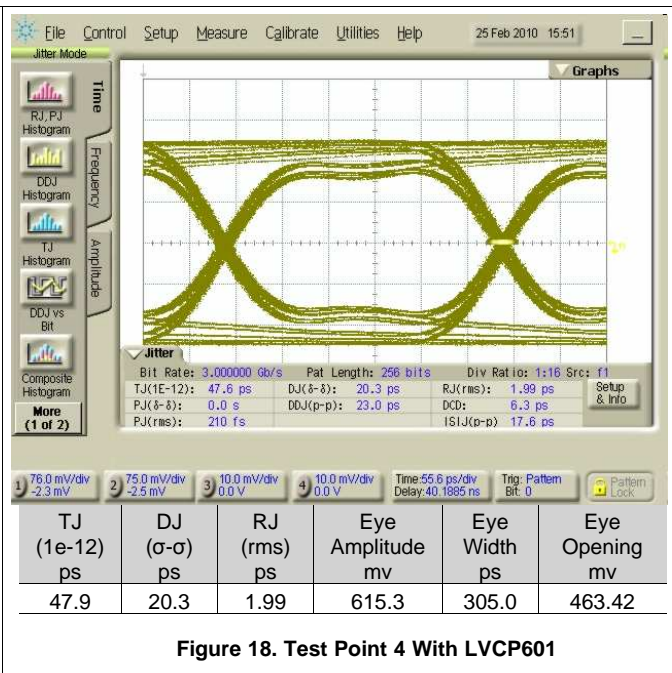 File Control Setup Measure Calibrate Utilities Help 25 Feb 2010 15:51
Jitter Mode
Graphs
RJ, PJ
Histogram
DDJ
Histogram
TJ
Histogram
DDJ vs
Bit
Composite
Histogram
More
(1 of 2)
Time
Frequency
Amplitude
Jitter
Bit Rate: 3.000000 Gb/s Pat Length: 256 bits Div Ratio: 1:16 Src: f1
TJ(1E-12): 47.6 ps DJ(δ-δ): 20.3 ps RJ(rms): 1.99 ps
PJ(δ-δ): 0.0 s DDJ(p-p): 23.0 ps DCD: 6.3 ps
PJ(rms): 210 fs ISIJ(p-p) 17.6 ps
Setup
& Info
1) 76.0 mV/div
-2.3 mV
2) 75.0 mV/div
-2.5 mV
3) 10.0 mV/div
0.0 V
4) 10.0 mV/div
0.0 V
Time:55.6 ps/div
Delay:40.1885 ns
Trig: Pattern
Bit: 0
Pattern
Lock
TJ DJ RJ Eye Eye Eye
(1e-12) (σ-σ) (rms) Amplitude Width Opening
ps ps ps mv ps mv
47.9 20.3 1.99 615.3 305.0 463.42
Figure 18. Test Point 4 With LVCP601